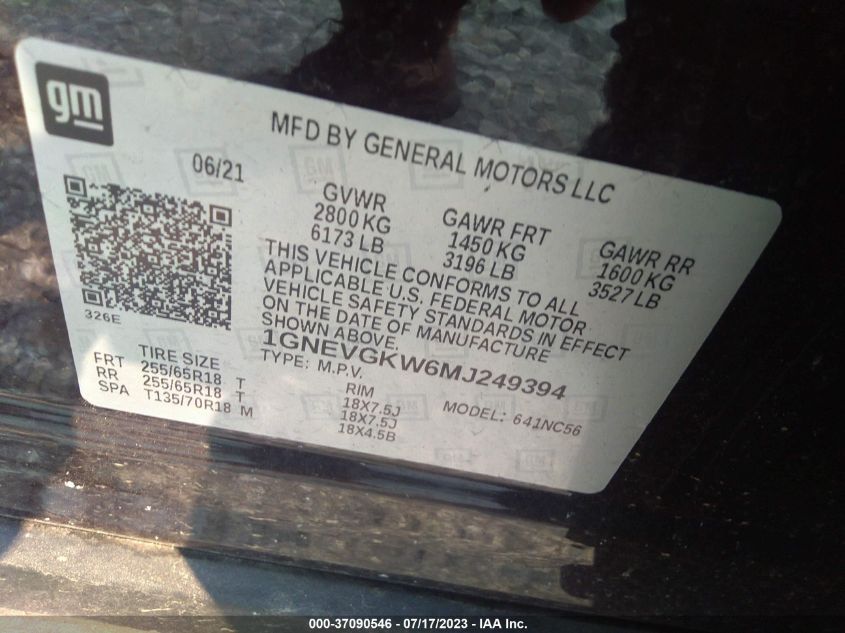 gm
MFD BY GENERAL MOTORS LLC
06/21
GVWR
2800 KG
6173 LB
GAWR FRT
1450 KG
3196 LB
GAWR RR
1600 KG
3527 LB
THIS VEHICLE CONFORMS TO ALL
APPLICABLE U.S. FEDERAL MOTOR
VEHICLE SAFETY STANDARDS IN EFFECT
ON THE DATE OF MANUFACTURE
SHOWN ABOVE.
326E
1GNEVGKW6MJ249394
TYPE: M.P.V.
MODEL: 641NC56
TIRE SIZE
RIM
FRT 255/65R18 T 18X7.5J
RR 255/65R18 T 18X7.5J
SPA T135/70R18 M 18X4.5B
000-37090546 - 07/17/2023 - IAA Inc.